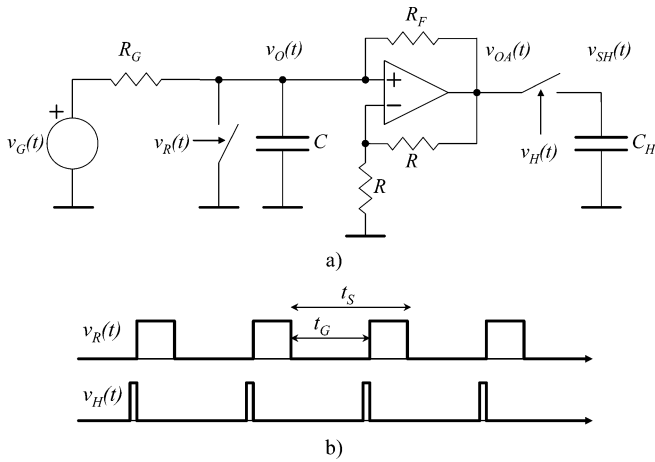 R_G
v_O(t)
R_F
v_OA(t)
v_SH(t)
+
v_G(t)
v_R(t)
C
+
−
R
R
v_H(t)
C_H
a)
t_S
t_G
v_R(t)
v_H(t)
b)